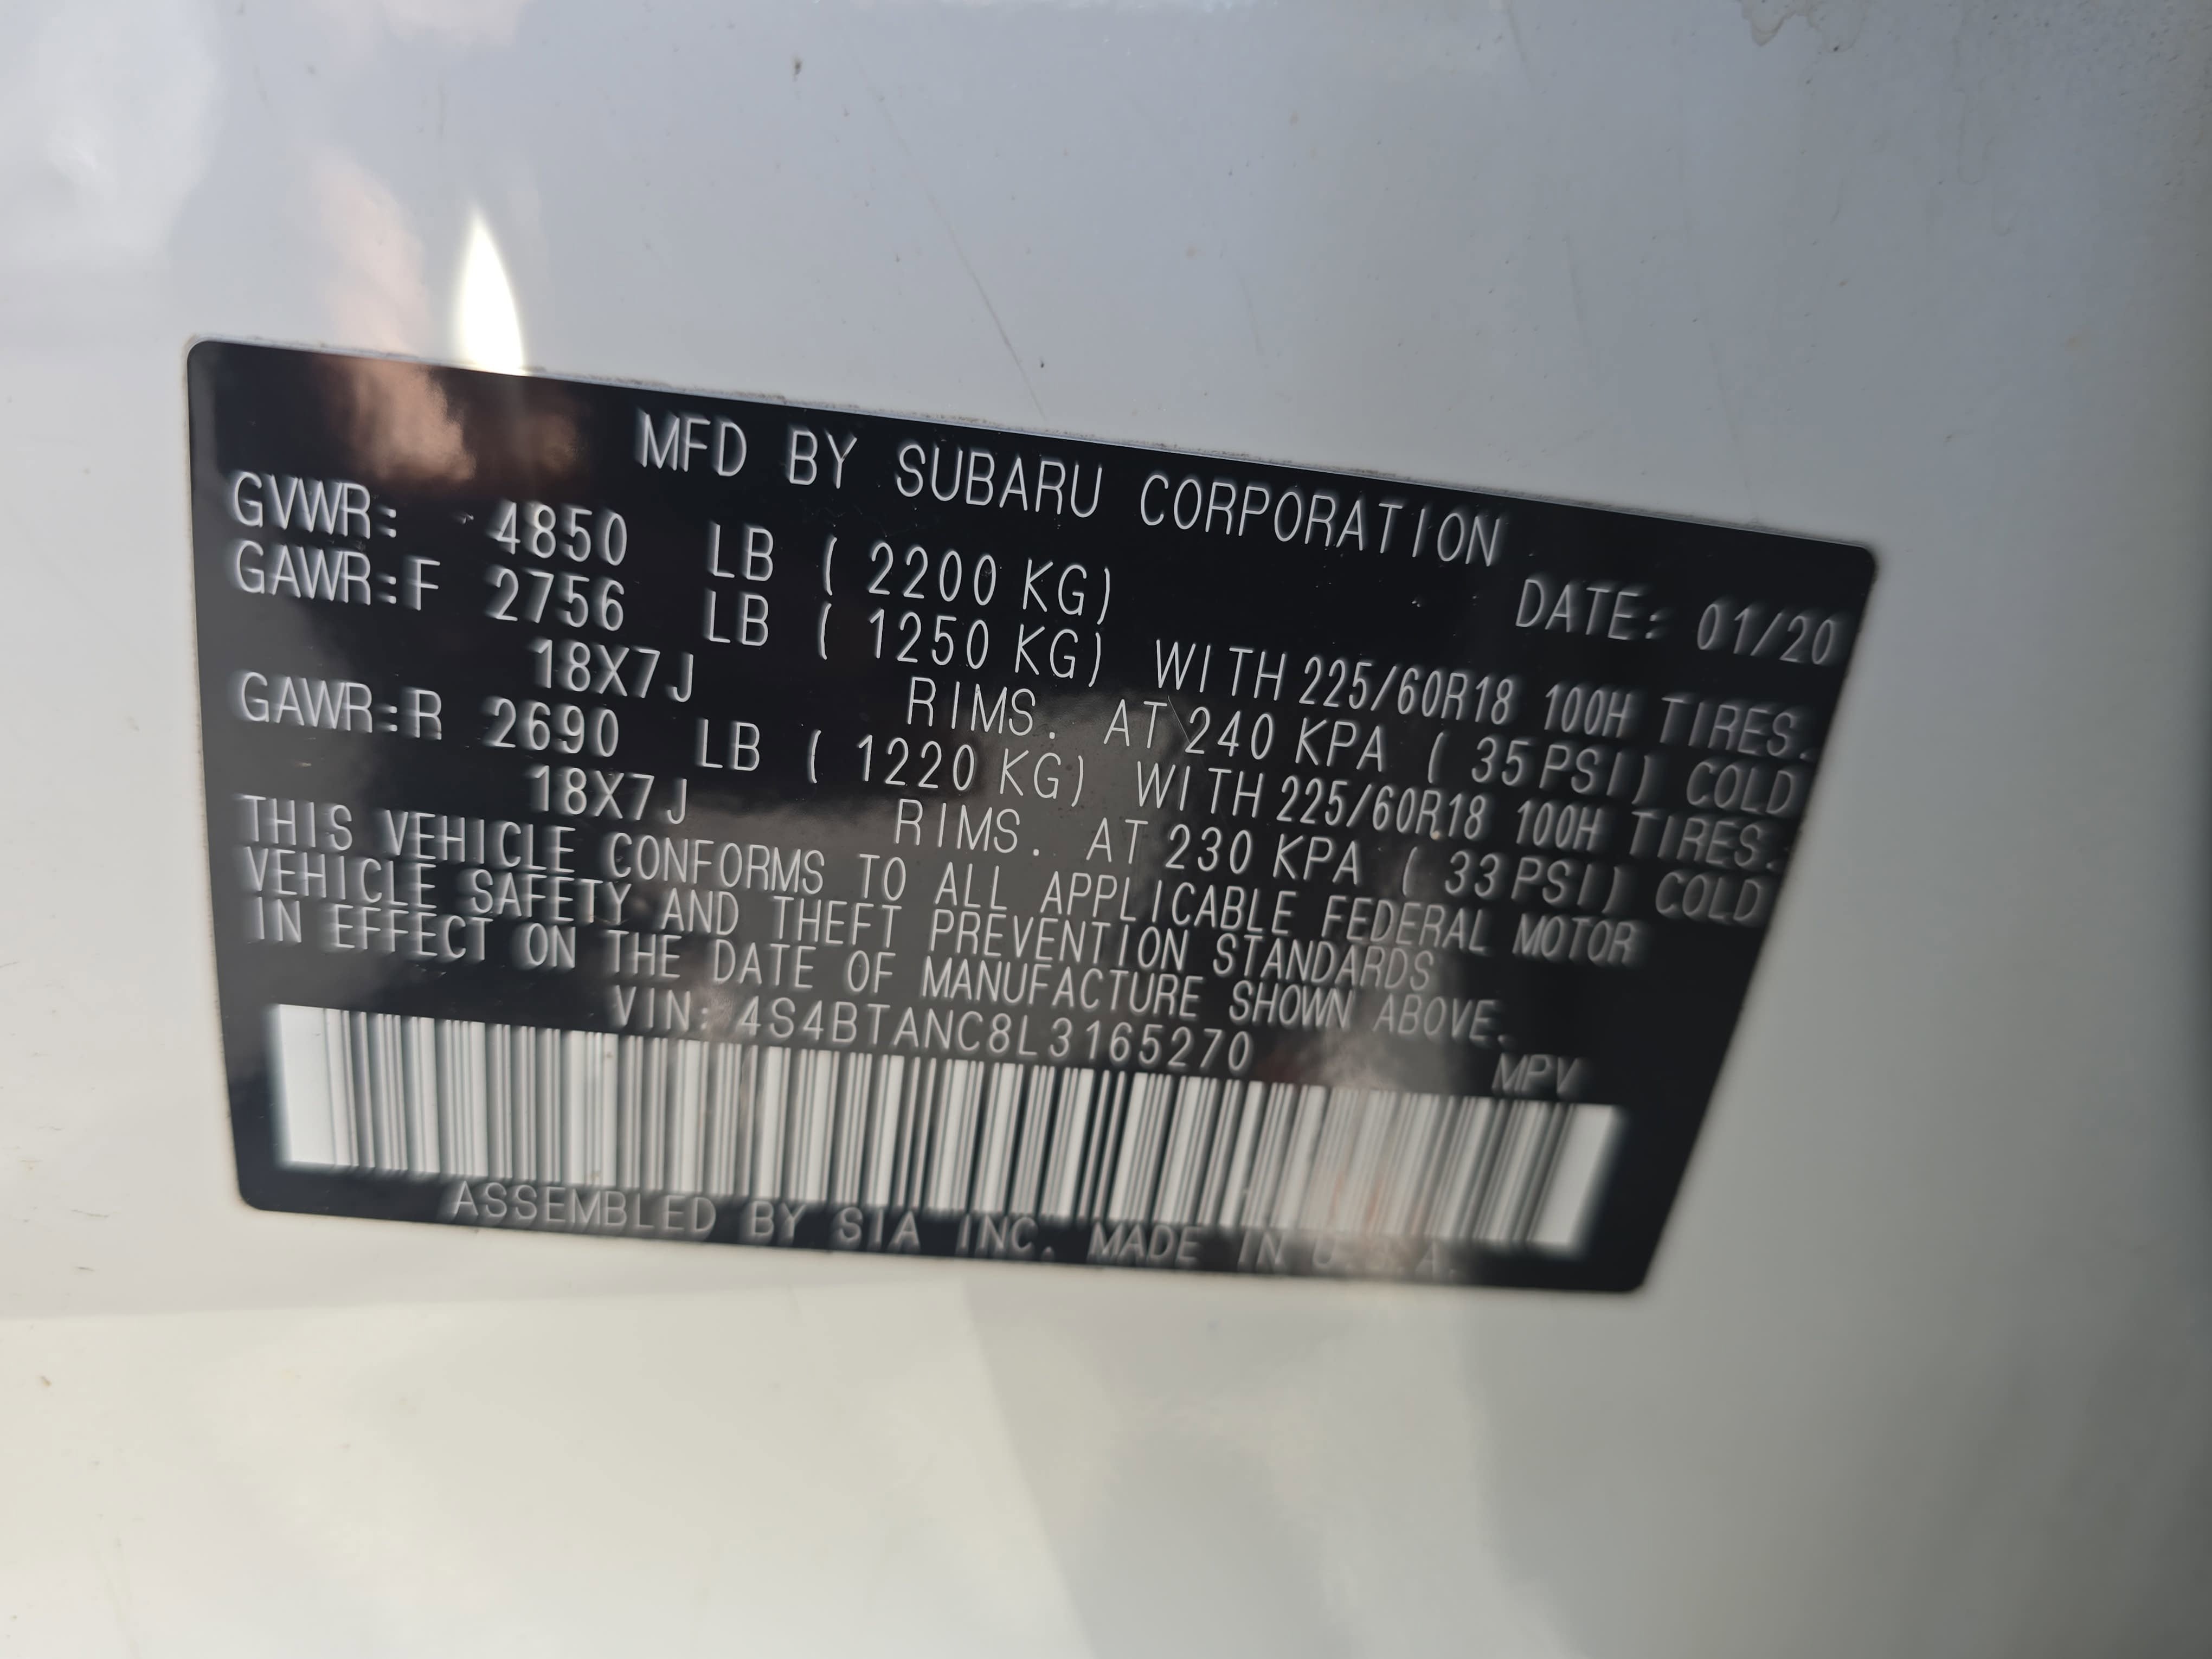 MFD BY SUBARU CORPORATION
DATE: 01/20
GVWR: 4850 LB ( 2200 KG)
GAWR:F 2756 LB ( 1250 KG) WITH 225/60R18 100H TIRES.
18X7J RIMS. AT 240 KPA ( 35 PSI) COLD
GAWR:R 2690 LB ( 1220 KG) WITH 225/60R18 100H TIRES.
18X7J RIMS. AT 230 KPA ( 33 PSI) COLD
THIS VEHICLE CONFORMS TO ALL APPLICABLE FEDERAL MOTOR
VEHICLE SAFETY AND THEFT PREVENTION STANDARDS
IN EFFECT ON THE DATE OF MANUFACTURE SHOWN ABOVE.
VIN: 4S4BTANC8L3165270 MPV
ASSEMBLED BY SIA INC. MADE IN U.S.A.